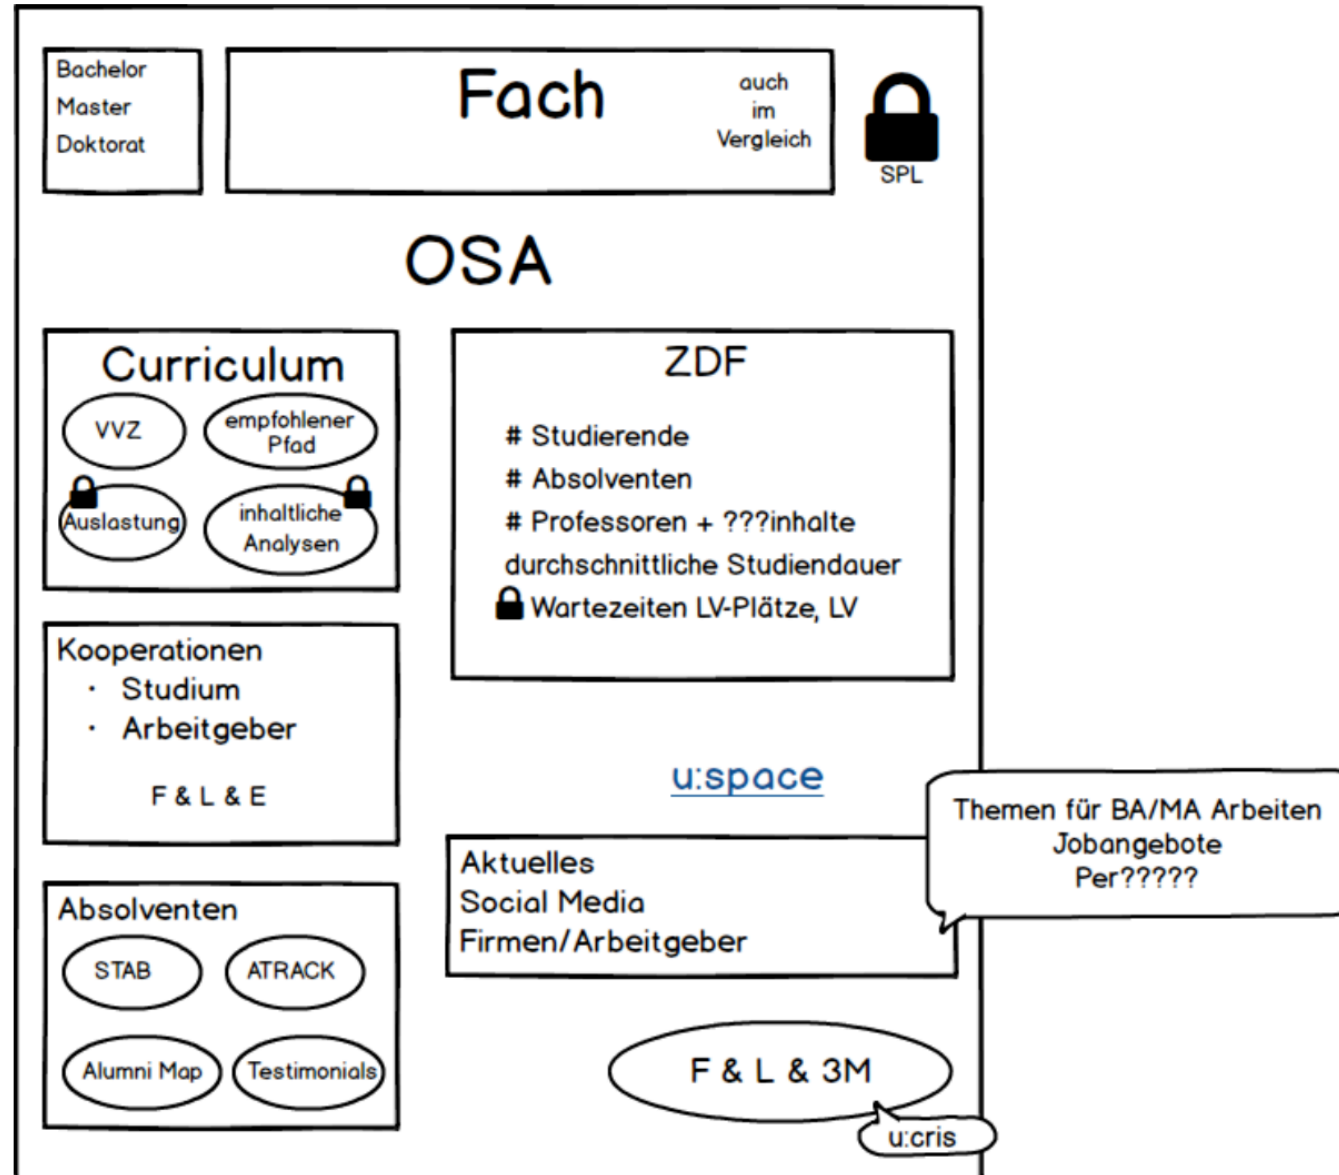 Bachelor
Master
Doktorat
Fach
auch
im
Vergleich
SPL
OSA
Curriculum
VVZ
empfohlener
Pfad
Auslastung
inhaltliche
Analysen
ZDF
# Studierende
# Absolventen
# Professoren + ???inhalte
durchschnittliche Studiendauer
Wartezeiten LV-Plätze, LV
Kooperationen
· Studium
· Arbeitgeber
F & L & E
u:space
Themen für BA/MA Arbeiten
Jobangebote
Per?????
Aktuelles
Social Media
Firmen/Arbeitgeber
Absolventen
STAB
ATRACK
Alumni Map
Testimonials
F & L & 3M
u:cris